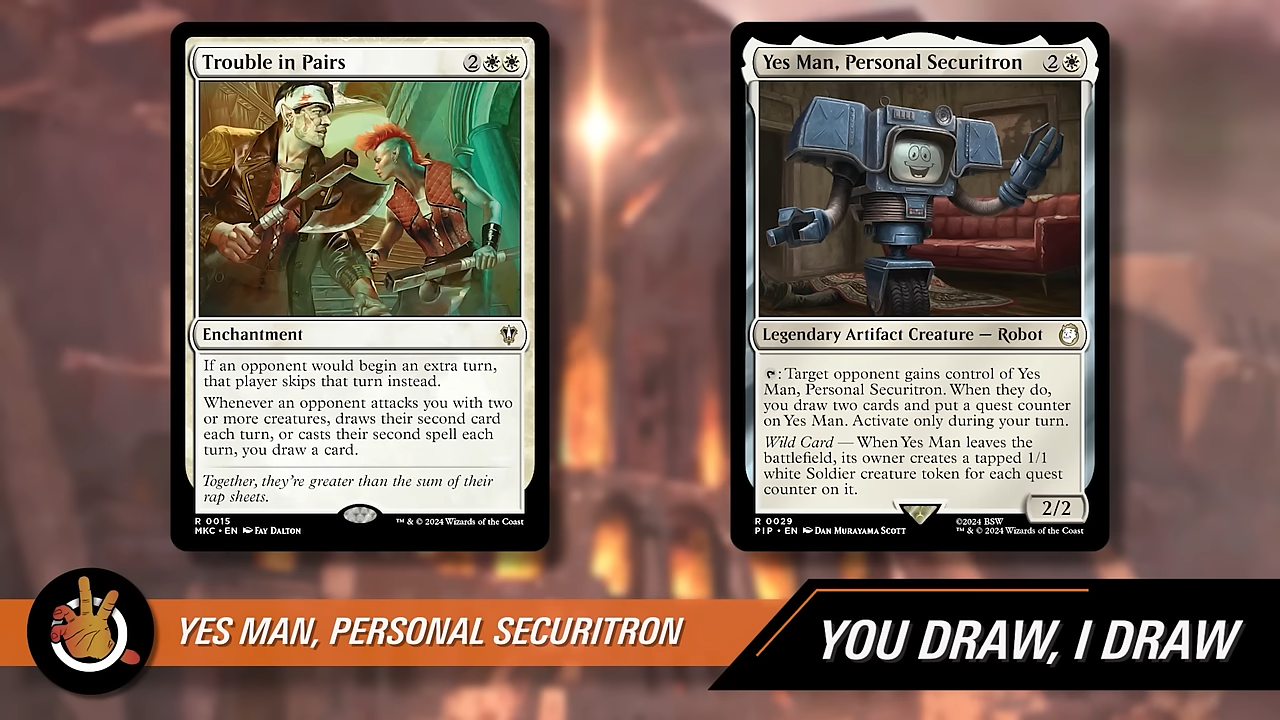 Trouble in Pairs 2
Enchantment
If an opponent would begin an extra turn,
that player skips that turn instead.
Whenever an opponent attacks you with two
or more creatures, draws their second card
each turn, or casts their second spell each
turn, you draw a card.
Together, they're greater than the sum of their
rap sheets.
R 0015
MKC • EN FAY DALTON
™ & © 2024 Wizards of the Coast
Yes Man, Personal Securitron 2
Legendary Artifact Creature — Robot
: Target opponent gains control of Yes
Man, Personal Securitron. When they do,
you draw two cards and put a quest counter
on Yes Man. Activate only during your turn.
Wild Card — When Yes Man leaves the
battlefield, its owner creates a tapped 1/1
white Soldier creature token for each quest
counter on it.
2/2
R 0029
PIP • EN DAN MURAYAMA SCOTT
©2024 BSW
™ & © 2024 Wizards of the Coast
YES MAN, PERSONAL SECURITRON
YOU DRAW, I DRAW